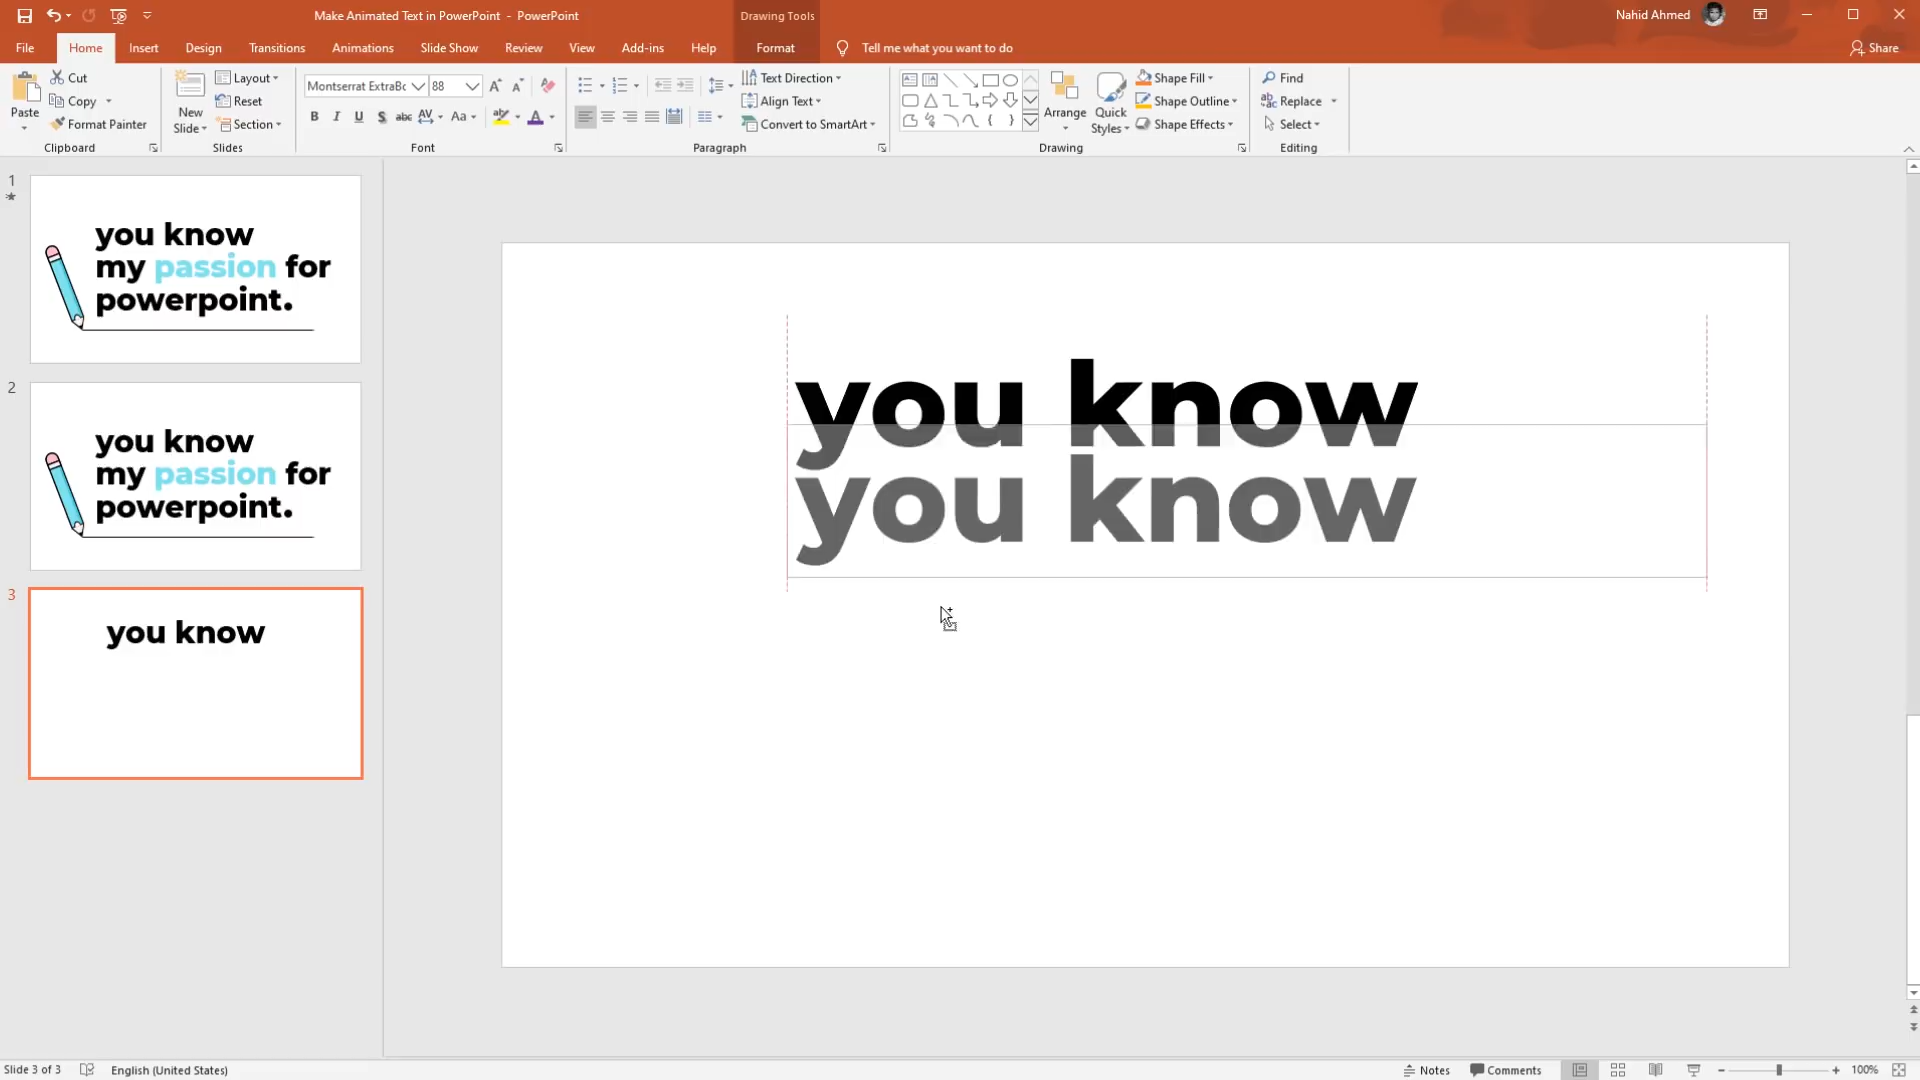 Make Animated Text in PowerPoint - PowerPoint
Drawing Tools
Nahid Ahmed
File Home Insert Design Transitions Animations Slide Show Review View Add-ins Help Format Tell me what you want to do Share
Paste
Cut
Copy
Format Painter
Clipboard
New Slide
Layout
Reset
Section
Slides
Montserrat ExtraBc 88
B I U S abc AV Aa A
Font
Text Direction
Align Text
Convert to SmartArt
Paragraph
Arrange
Quick Styles
Shape Fill
Shape Outline
Shape Effects
Drawing
Find
Replace
Select
Editing
1
you know
my passion for
powerpoint.
2
you know
my passion for
powerpoint.
3
you know
you know
you know
Slide 3 of 3 English (United States) Notes Comments 100%